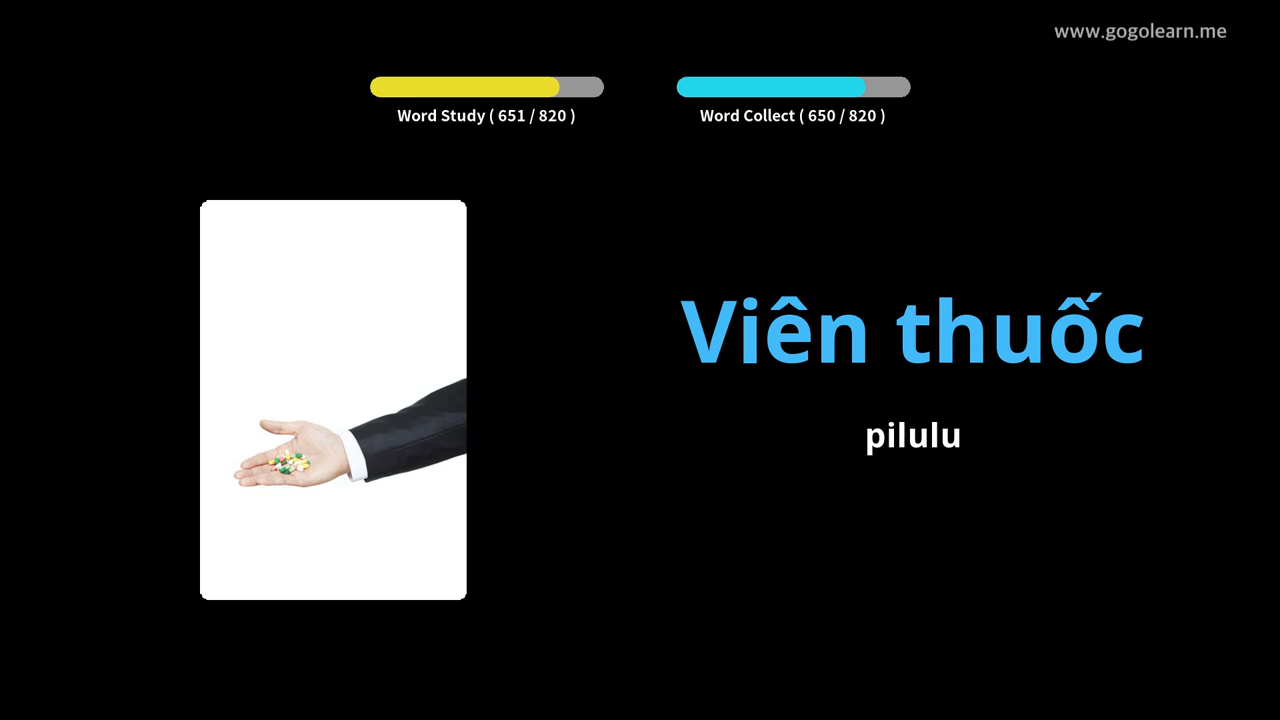 www.gogolearn.me
Word Study ( 651 / 820 )
Word Collect ( 650 / 820 )
Viên thuốc
pilulu